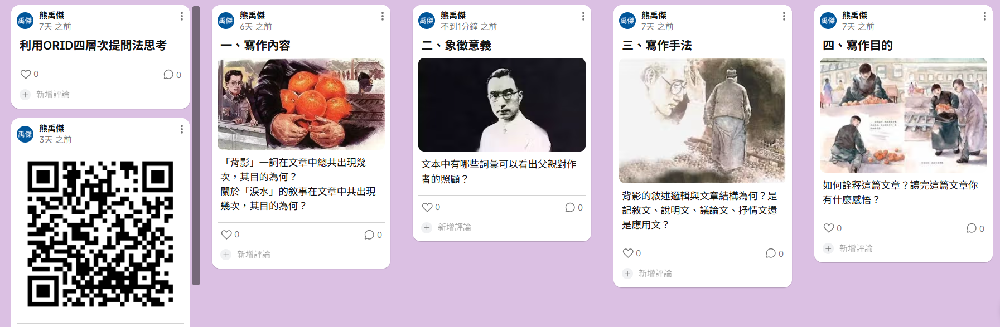 禹傑
熊禹傑
7天 之前
利用ORID四層次提問法思考
0
0
新增評論
禹傑
熊禹傑
3天 之前
禹傑
熊禹傑
6天 之前
一、寫作內容
「背影」一詞在文章中總共出現幾
次，其目的為何？
關於「淚水」的敘事在文章中共出現
幾次，其目的為何？
0
0
新增評論
禹傑
熊禹傑
不到1分鐘 之前
二、象徵意義
文本中有哪些詞彙可以看出父親對作
者的照顧？
0
0
新增評論
禹傑
熊禹傑
7天 之前
三、寫作手法
背影的敘述邏輯與文章結構為何？是
記敘文、說明文、議論文、抒情文還
是應用文？
0
0
新增評論
禹傑
熊禹傑
7天 之前
四、寫作目的
如何詮釋這篇文章？讀完這篇文章你
有什麼感悟？
0
0
新增評論